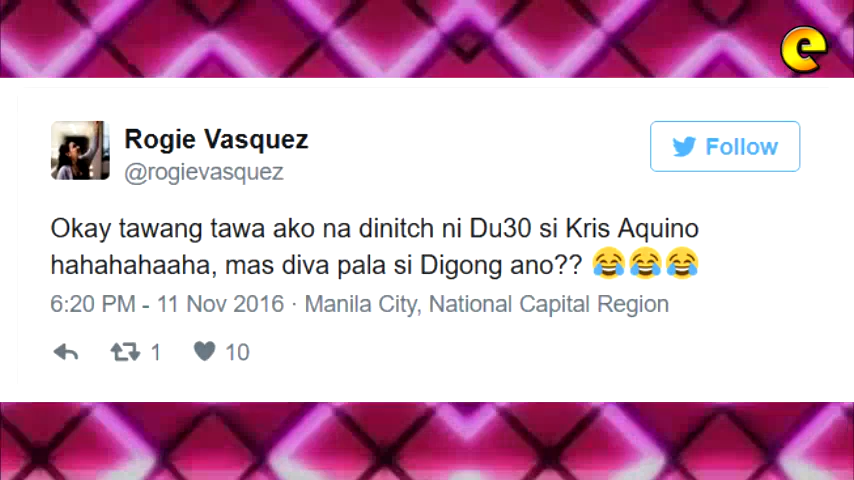 e
Rogie Vasquez
@rogievasquez
Follow
Okay tawang tawa ako na dinitch ni Du30 si Kris Aquino
hahahahaaha, mas diva pala si Digong ano?? 😂😂😂
6:20 PM - 11 Nov 2016 · Manila City, National Capital Region
1 10